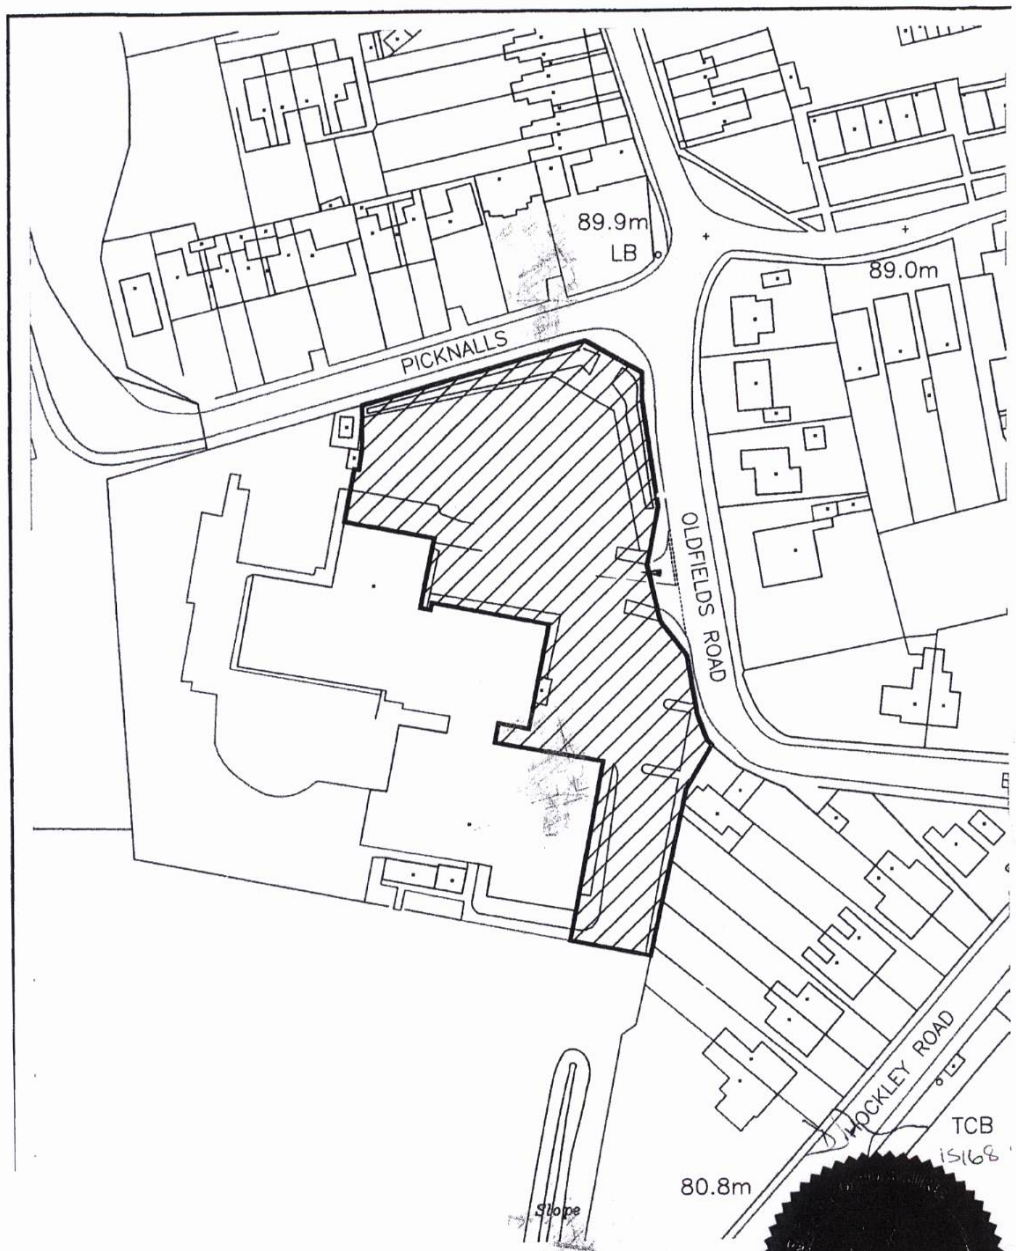 89.9m
LB
89.0m
PICKNALLS
OLDFIELDS ROAD
HOCKLEY ROAD
TCB
15168
80.8m
Slope